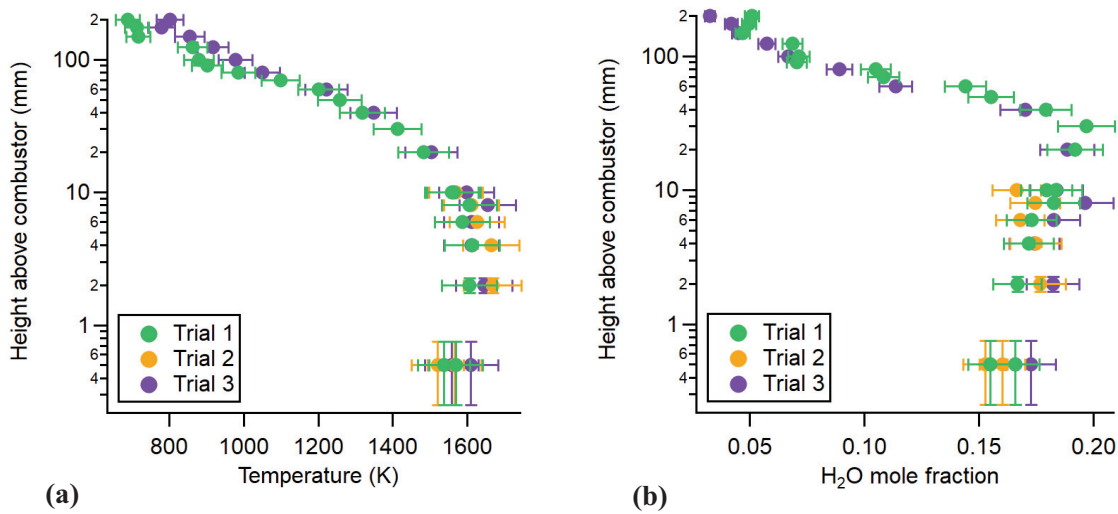 Height above combustor (mm)
2
100
6
4
2
10
6
4
2
1
6
4
Trial 1
Trial 2
Trial 3
800
1000
1200
1400
1600
Temperature (K)
(a)
Height above combustor (mm)
2
100
6
4
2
10
6
4
2
1
6
4
Trial 1
Trial 2
Trial 3
0.05
0.10
0.15
0.20
H₂O mole fraction
(b)